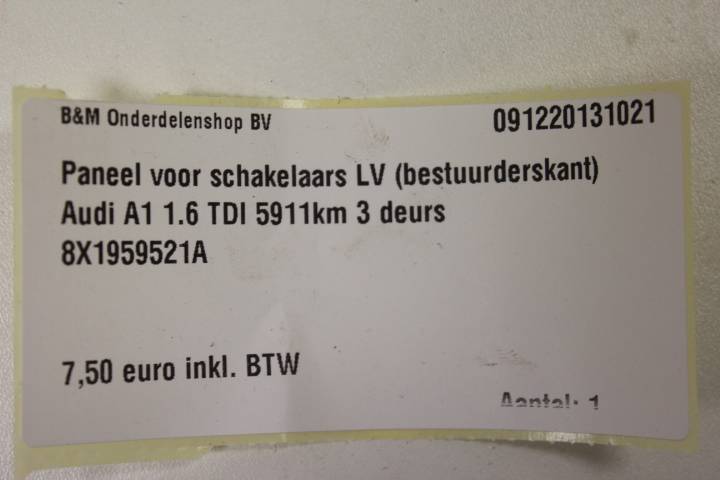 B&M Onderdelenshop BV 091220131021
Paneel voor schakelaars LV (bestuurderskant)
Audi A1 1.6 TDI 5911km 3 deurs
8X1959521A
7,50 euro inkl. BTW
Aantal: 1